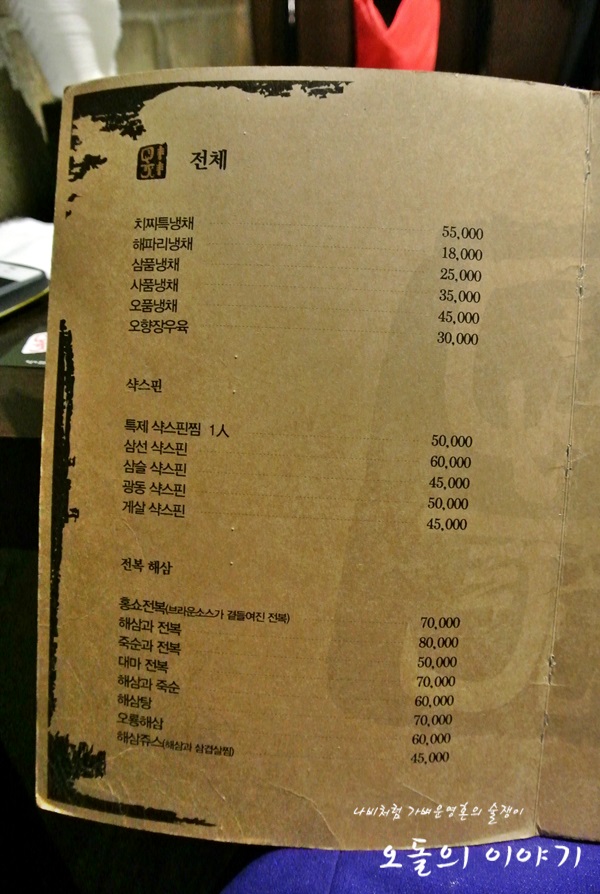 전체
치찌특냉채 55,000
해파리냉채 18,000
삼품냉채 25,000
사품냉채 35,000
오품냉채 45,000
오향장우육 30,000
샥스핀
특제 샥스핀찜 1人 50,000
삼선 샥스핀 60,000
삼슬 샥스핀 45,000
광동 샥스핀 50,000
게살 샥스핀 45,000
전복 해삼
홍쇼전복(브라운소스가 곁들여진 전복) 70,000
해삼과 전복 80,000
죽순과 전복 50,000
대마 전복 70,000
해삼과 죽순 60,000
해삼탕 70,000
오룡해삼 60,000
해삼쥬스(해삼과 삼겹살찜) 45,000
나비처럼 가벼운영혼의 술쟁이
오돌의 이야기